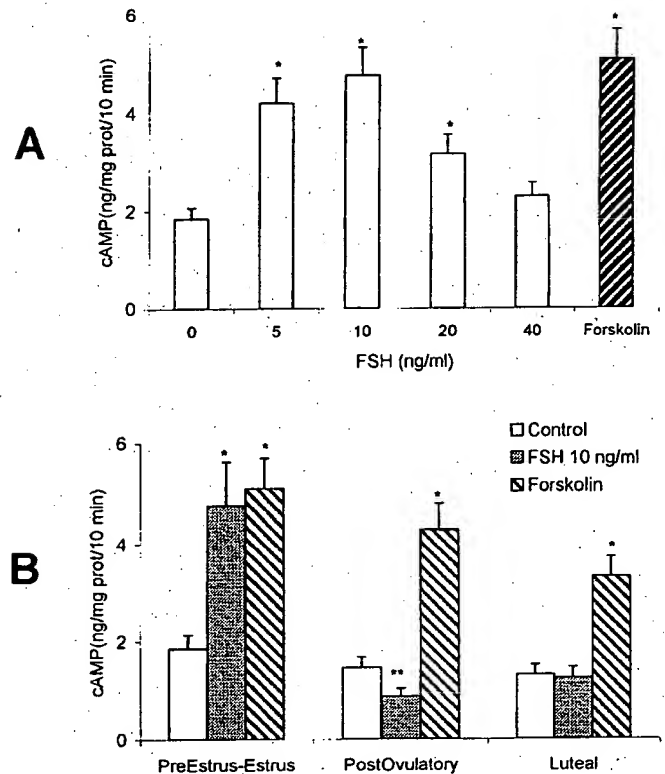 A
cAMP(ng/mg prot/10 min)
6
4
2
0
*
*
*
*
0 5 10 20 40 Forskolin
FSH (ng/ml)
B
cAMP(ng/mg prot/10 min)
6
4
2
0
Control
FSH 10 ng/ml
Forskolin
* *
** *
*
PreEstrus-Estrus PostOvulatory Luteal